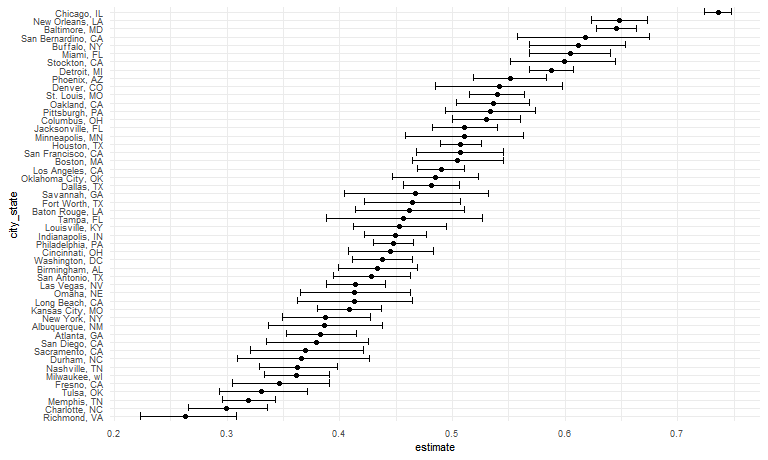 Chicago, IL
New Orleans, LA
Baltimore, MD
San Bernardino, CA
Buffalo, NY
Miami, FL
Stockton, CA
Detroit, MI
Phoenix, AZ
Denver, CO
St. Louis, MO
Oakland, CA
Pittsburgh, PA
Columbus, OH
Jacksonville, FL
Minneapolis, MN
Houston, TX
San Francisco, CA
Boston, MA
Los Angeles, CA
Oklahoma City, OK
Dallas, TX
Savannah, GA
Fort Worth, TX
Baton Rouge, LA
Tampa, FL
Louisville, KY
Indianapolis, IN
Philadelphia, PA
Cincinnati, OH
Washington, DC
Birmingham, AL
San Antonio, TX
Las Vegas, NV
Omaha, NE
Long Beach, CA
Kansas City, MO
New York, NY
Albuquerque, NM
Atlanta, GA
San Diego, CA
Sacramento, CA
Durham, NC
Nashville, TN
Milwaukee, wI
Fresno, CA
Tulsa, OK
Memphis, TN
Charlotte, NC
Richmond, VA
city_state
0.2 0.3 0.4 0.5 0.6 0.7
estimate